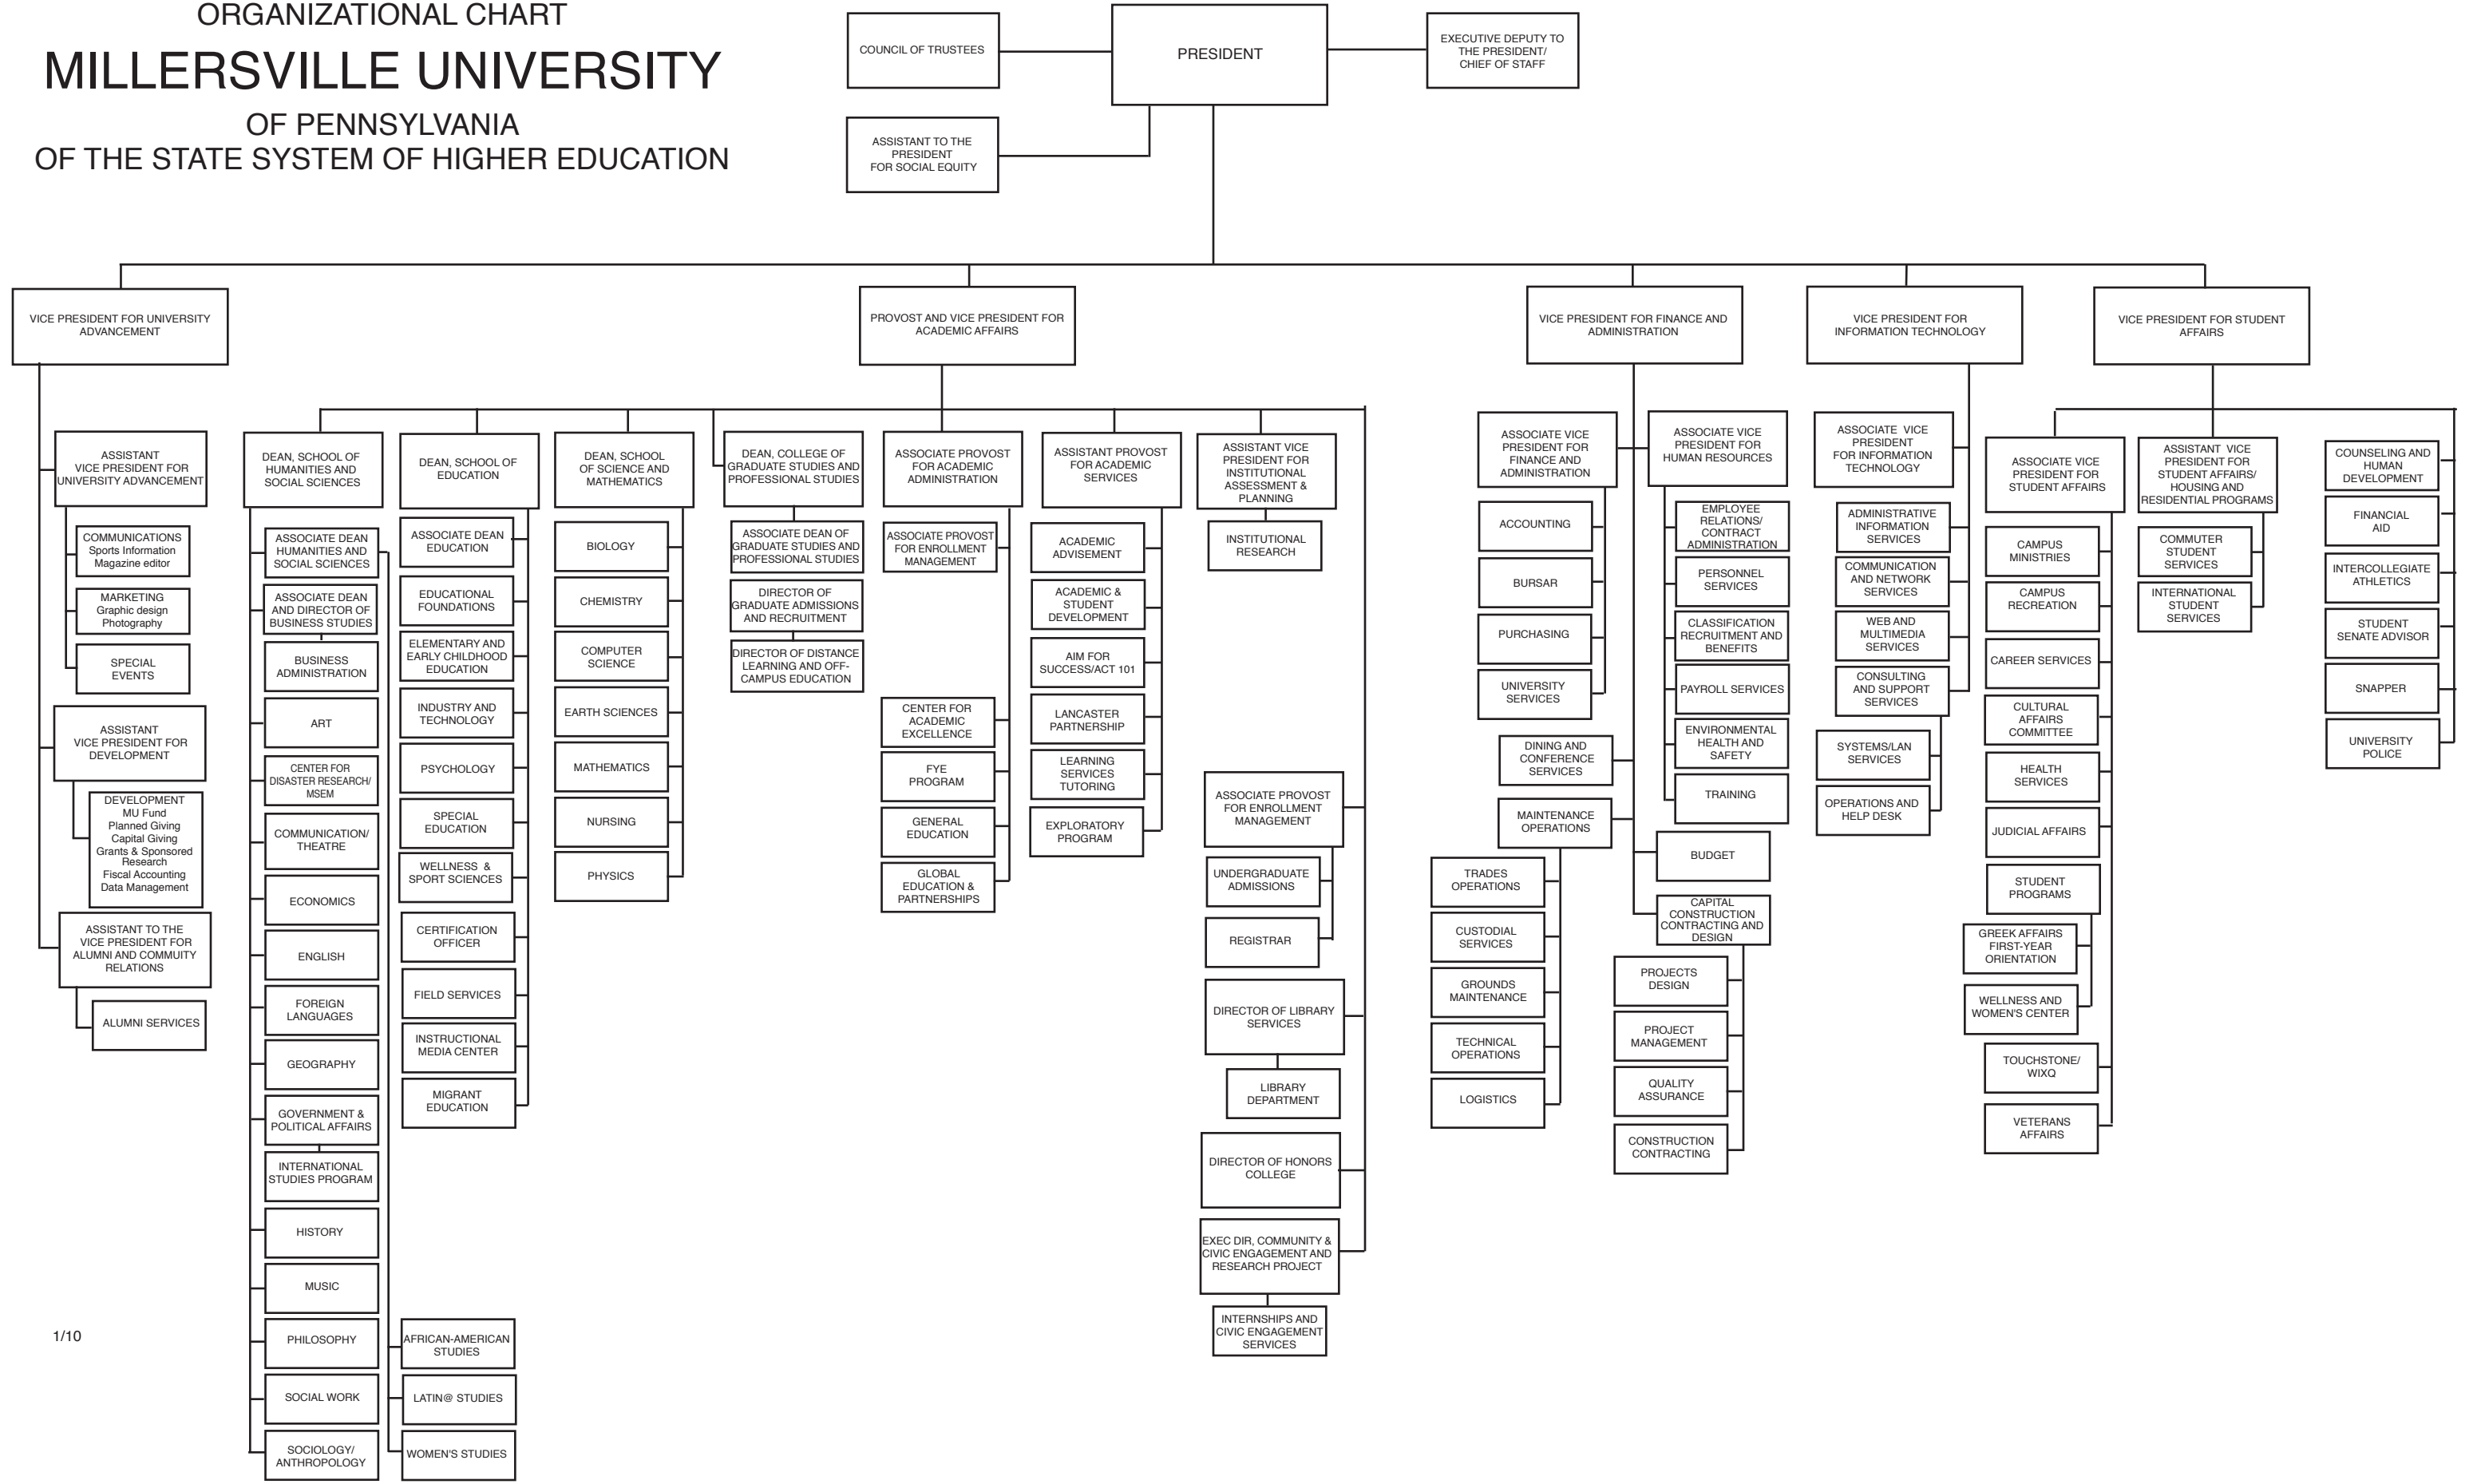 ORGANIZATIONAL CHART
MILLERSVILLE UNIVERSITY
OF PENNSYLVANIA
OF THE STATE SYSTEM OF HIGHER EDUCATION
COUNCIL OF TRUSTEES
PRESIDENT
EXECUTIVE DEPUTY TO
THE PRESIDENT/
CHIEF OF STAFF
ASSISTANT TO THE
PRESIDENT
FOR SOCIAL EQUITY
VICE PRESIDENT FOR UNIVERSITY
ADVANCEMENT
PROVOST AND VICE PRESIDENT FOR
ACADEMIC AFFAIRS
VICE PRESIDENT FOR FINANCE AND
ADMINISTRATION
VICE PRESIDENT FOR
INFORMATION TECHNOLOGY
VICE PRESIDENT FOR STUDENT
AFFAIRS
ASSISTANT
VICE PRESIDENT FOR
UNIVERSITY ADVANCEMENT
COMMUNICATIONS
Sports Information
Magazine editor
MARKETING
Graphic design
Photography
SPECIAL
EVENTS
ASSISTANT
VICE PRESIDENT FOR
DEVELOPMENT
DEVELOPMENT
MU Fund
Planned Giving
Capital Giving
Grants & Sponsored
Research
Fiscal Accounting
Data Management
ASSISTANT TO THE
VICE PRESIDENT FOR
ALUMNI AND COMMUITY
RELATIONS
ALUMNI SERVICES
DEAN, SCHOOL OF
HUMANITIES AND
SOCIAL SCIENCES
ASSOCIATE DEAN
HUMANITIES AND
SOCIAL SCIENCES
ASSOCIATE DEAN
AND DIRECTOR OF
BUSINESS STUDIES
BUSINESS
ADMINISTRATION
ART
CENTER FOR
DISASTER RESEARCH/
MSEM
COMMUNICATION/
THEATRE
ECONOMICS
ENGLISH
FOREIGN
LANGUAGES
GEOGRAPHY
GOVERNMENT &
POLITICAL AFFAIRS
INTERNATIONAL
STUDIES PROGRAM
HISTORY
MUSIC
PHILOSOPHY
SOCIAL WORK
SOCIOLOGY/
ANTHROPOLOGY
DEAN, SCHOOL OF
EDUCATION
ASSOCIATE DEAN
EDUCATION
EDUCATIONAL
FOUNDATIONS
ELEMENTARY AND
EARLY CHILDHOOD
EDUCATION
INDUSTRY AND
TECHNOLOGY
PSYCHOLOGY
SPECIAL
EDUCATION
WELLNESS &
SPORT SCIENCES
CERTIFICATION
OFFICER
FIELD SERVICES
INSTRUCTIONAL
MEDIA CENTER
MIGRANT
EDUCATION
AFRICAN-AMERICAN
STUDIES
LATIN@ STUDIES
WOMEN'S STUDIES
DEAN, SCHOOL
OF SCIENCE AND
MATHEMATICS
BIOLOGY
CHEMISTRY
COMPUTER
SCIENCE
EARTH SCIENCES
MATHEMATICS
NURSING
PHYSICS
DEAN, COLLEGE OF
GRADUATE STUDIES AND
PROFESSIONAL STUDIES
ASSOCIATE DEAN OF
GRADUATE STUDIES AND
PROFESSIONAL STUDIES
DIRECTOR OF
GRADUATE ADMISSIONS
AND RECRUITMENT
DIRECTOR OF DISTANCE
LEARNING AND OFF-
CAMPUS EDUCATION
ASSOCIATE PROVOST
FOR ACADEMIC
ADMINISTRATION
ASSOCIATE PROVOST
FOR ENROLLMENT
MANAGEMENT
CENTER FOR
ACADEMIC
EXCELLENCE
FYE
PROGRAM
GENERAL
EDUCATION
GLOBAL
EDUCATION &
PARTNERSHIPS
ASSISTANT PROVOST
FOR ACADEMIC
SERVICES
ACADEMIC
ADVISEMENT
ACADEMIC &
STUDENT
DEVELOPMENT
AIM FOR
SUCCESS/ACT 101
LANCASTER
PARTNERSHIP
LEARNING
SERVICES
TUTORING
EXPLORATORY
PROGRAM
ASSISTANT VICE
PRESIDENT FOR
INSTITUTIONAL
ASSESSMENT &
PLANNING
INSTITUTIONAL
RESEARCH
ASSOCIATE PROVOST
FOR ENROLLMENT
MANAGEMENT
UNDERGRADUATE
ADMISSIONS
REGISTRAR
DIRECTOR OF LIBRARY
SERVICES
LIBRARY
DEPARTMENT
DIRECTOR OF HONORS
COLLEGE
EXEC DIR, COMMUNITY &
CIVIC ENGAGEMENT AND
RESEARCH PROJECT
INTERNSHIPS AND
CIVIC ENGAGEMENT
SERVICES
ASSOCIATE VICE
PRESIDENT FOR
FINANCE AND
ADMINISTRATION
ACCOUNTING
BURSAR
PURCHASING
UNIVERSITY
SERVICES
DINING AND
CONFERENCE
SERVICES
MAINTENANCE
OPERATIONS
TRADES
OPERATIONS
CUSTODIAL
SERVICES
GROUNDS
MAINTENANCE
TECHNICAL
OPERATIONS
LOGISTICS
ASSOCIATE VICE
PRESIDENT FOR
HUMAN RESOURCES
EMPLOYEE
RELATIONS/
CONTRACT
ADMINISTRATION
PERSONNEL
SERVICES
CLASSIFICATION
RECRUITMENT AND
BENEFITS
PAYROLL SERVICES
ENVIRONMENTAL
HEALTH AND
SAFETY
TRAINING
BUDGET
CAPITAL
CONSTRUCTION
CONTRACTING AND
DESIGN
PROJECTS
DESIGN
PROJECT
MANAGEMENT
QUALITY
ASSURANCE
CONSTRUCTION
CONTRACTING
ASSOCIATE VICE
PRESIDENT
FOR INFORMATION
TECHNOLOGY
ADMINISTRATIVE
INFORMATION
SERVICES
COMMUNICATION
AND NETWORK
SERVICES
WEB AND
MULTIMEDIA
SERVICES
CONSULTING
AND SUPPORT
SERVICES
SYSTEMS/LAN
SERVICES
OPERATIONS AND
HELP DESK
ASSOCIATE VICE
PRESIDENT FOR
STUDENT AFFAIRS
CAMPUS
MINISTRIES
CAMPUS
RECREATION
CAREER SERVICES
CULTURAL
AFFAIRS
COMMITTEE
HEALTH
SERVICES
JUDICIAL AFFAIRS
STUDENT
PROGRAMS
GREEK AFFAIRS
FIRST-YEAR
ORIENTATION
WELLNESS AND
WOMEN'S CENTER
TOUCHSTONE/
WIXQ
VETERANS
AFFAIRS
ASSISTANT VICE
PRESIDENT FOR
STUDENT AFFAIRS/
HOUSING AND
RESIDENTIAL PROGRAMS
COMMUTER
STUDENT
SERVICES
INTERNATIONAL
STUDENT
SERVICES
COUNSELING AND
HUMAN
DEVELOPMENT
FINANCIAL
AID
INTERCOLLEGIATE
ATHLETICS
STUDENT
SENATE ADVISOR
SNAPPER
UNIVERSITY
POLICE
1/10